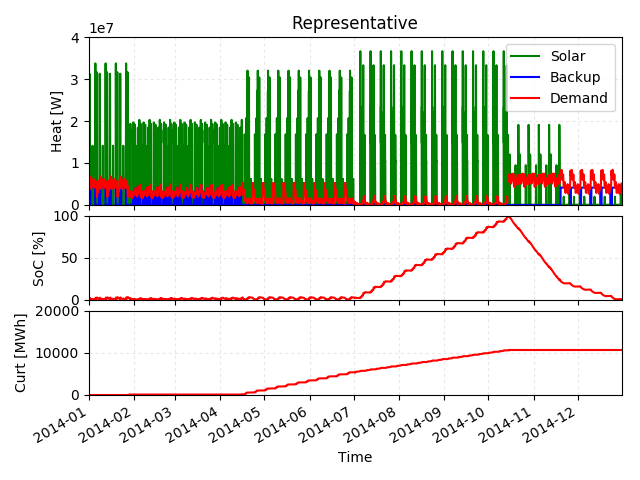 Representative
1e7
4
3
2
1
0
Heat [W]
Solar
Backup
Demand
100
50
0
SoC [%]
20000
10000
0
Curt [MWh]
2014-01
2014-02
2014-03
2014-04
2014-05
2014-06
2014-07
2014-08
2014-09
2014-10
2014-11
2014-12
Time